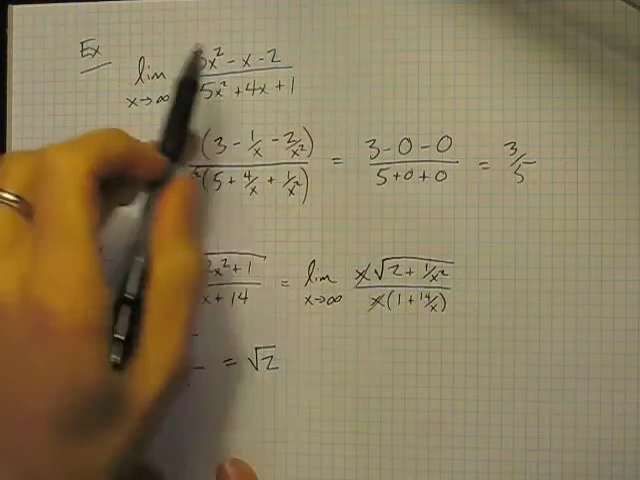 Ex
lim x→∞ 3x² - x - 2 / 5x² + 4x + 1
(3 - 1/x - 2/x²) / ²(5 + 4/x + 1/x²) = 3 - 0 - 0 / 5 + 0 + 0 = 3/5
2x² + 1 / x + 14 = lim x→∞ x√(2 + 1/x²) / x(1 + 14/x)
= √2